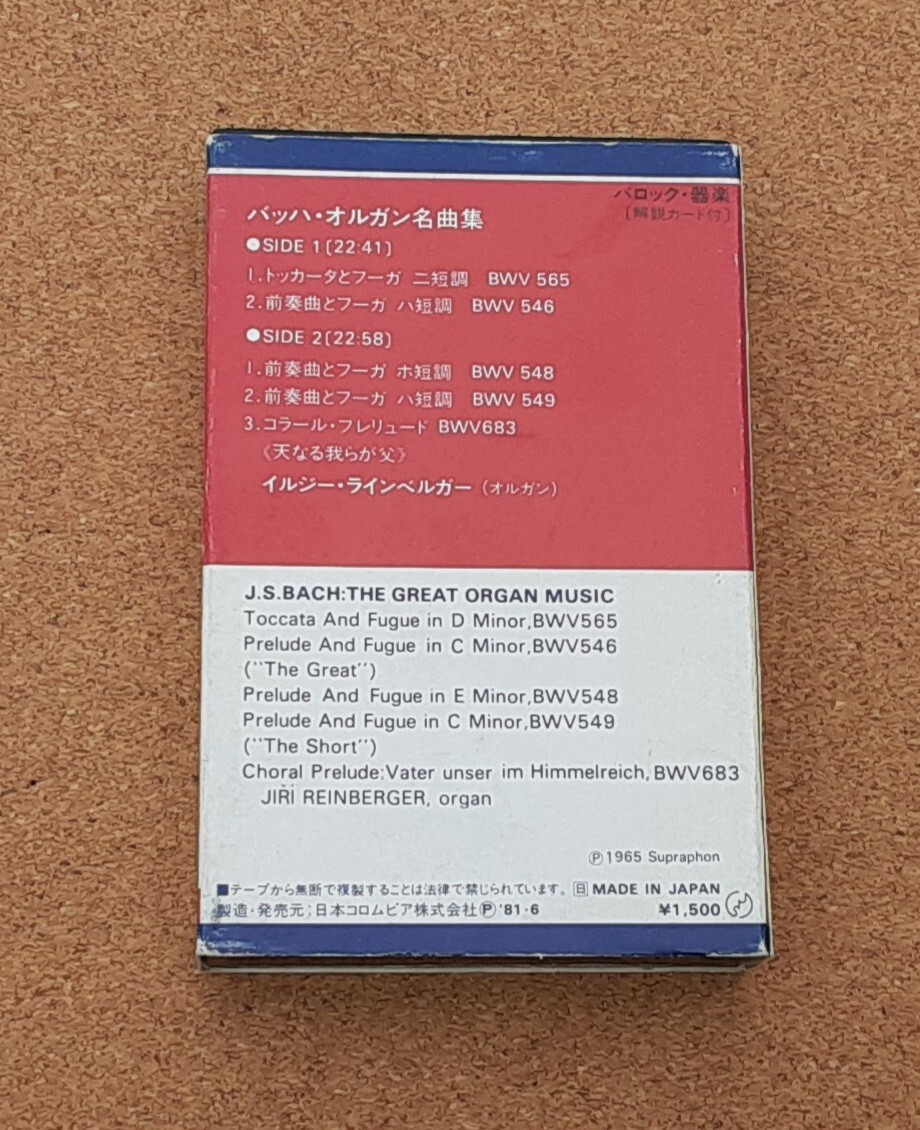 バロック・器楽
〔解説カード付〕
バッハ・オルガン名曲集
●SIDE 1〔22:41〕
1.トッカータとフーガ ニ短調 BWV 565
2.前奏曲とフーガ ハ短調 BWV 546
●SIDE 2〔22:58〕
1.前奏曲とフーガ ホ短調 BWV 548
2.前奏曲とフーガ ハ短調 BWV 549
3.コラール・プレリュード BWV683
《天なる我らが父》
イルジー・ラインベルガー (オルガン)
J.S.BACH:THE GREAT ORGAN MUSIC
Toccata And Fugue in D Minor,BWV565
Prelude And Fugue in C Minor,BWV546
("The Great")
Prelude And Fugue in E Minor,BWV548
Prelude And Fugue in C Minor,BWV549
("The Short")
Choral Prelude:Vater unser im Himmelreich,BWV683
JIŘÍ REINBERGER, organ
Ⓟ1965 Supraphon
■テープから無断で複製することは法律で禁じられています。 日 MADE IN JAPAN
製造・発売元:日本コロムビア株式会社Ⓟ'81・6 ¥1,500